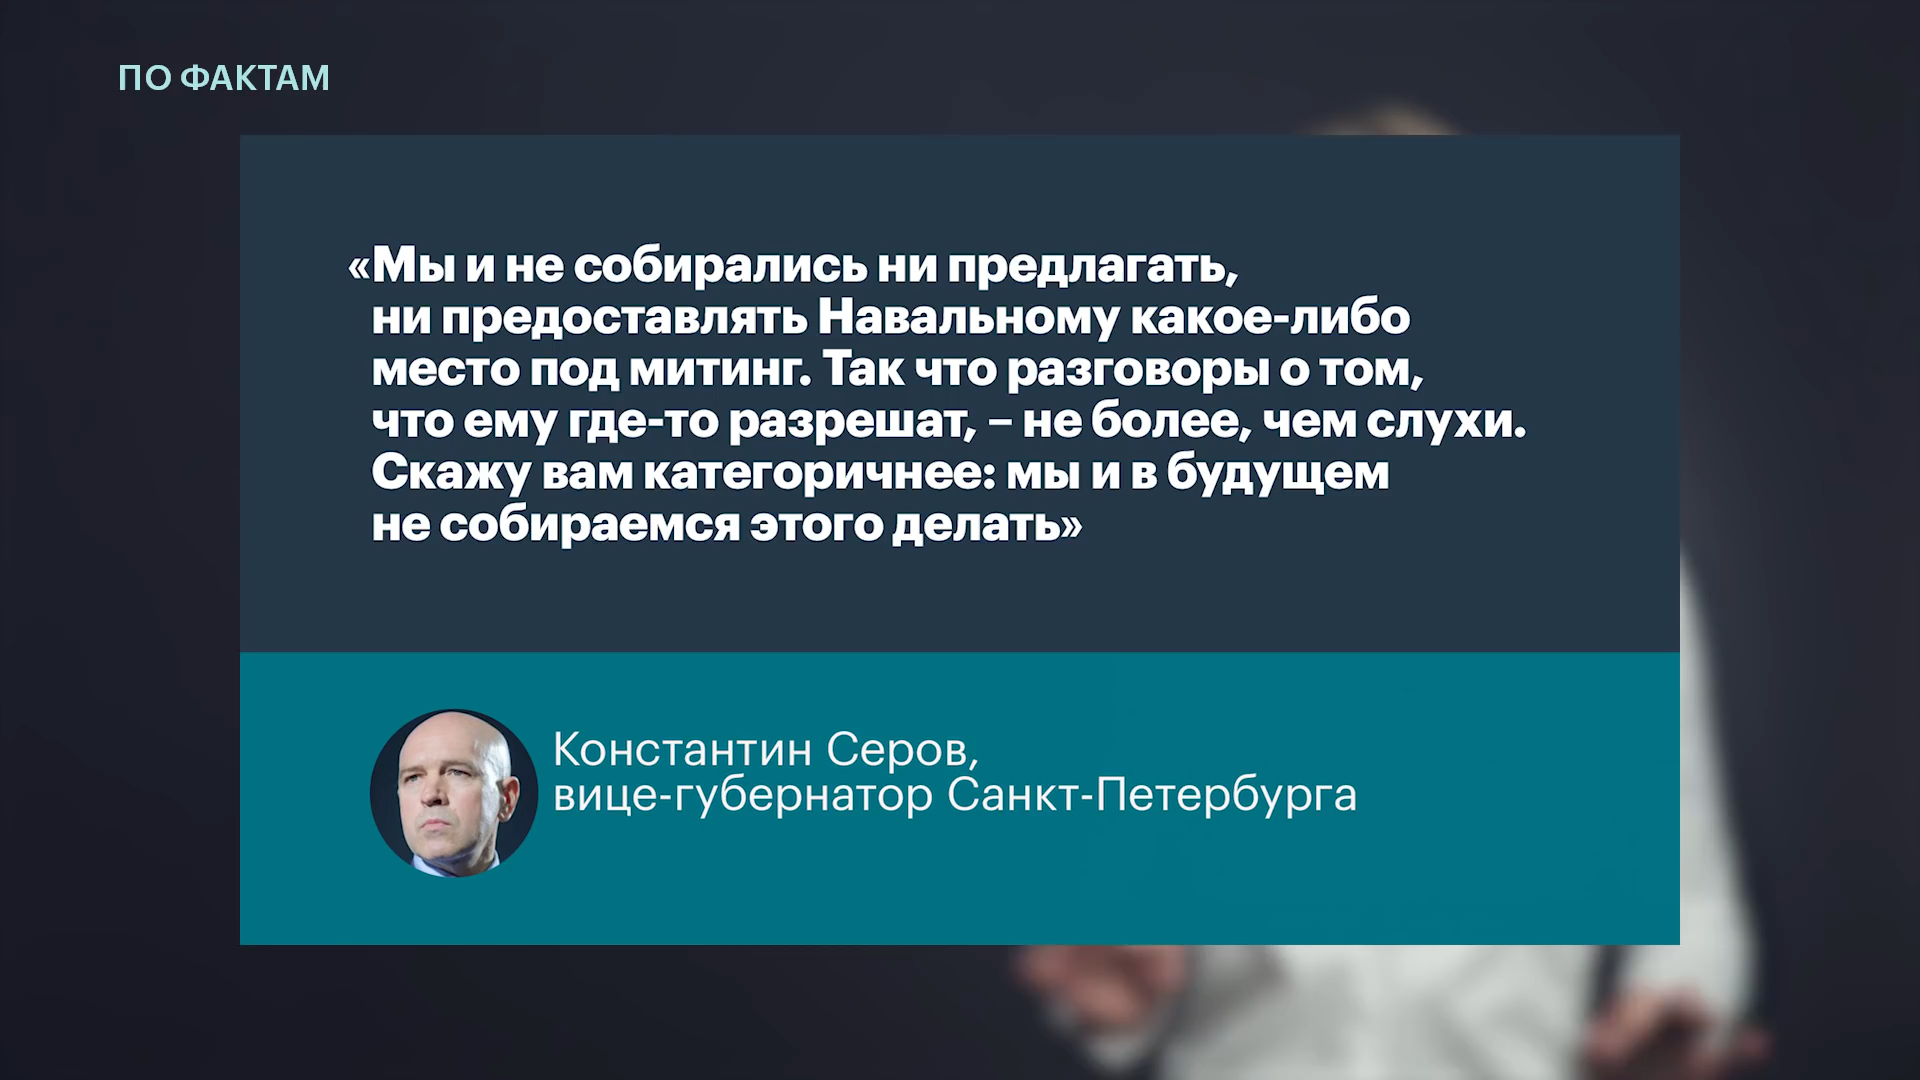 ПО ФАКТАМ
«Мы и не собирались ни предлагать,
ни предоставлять Навальному какое-либо
место под митинг. Так что разговоры о том,
что ему где-то разрешат, – не более, чем слухи.
Скажу вам категоричнее: мы и в будущем
не собираемся этого делать»
Константин Серов,
вице-губернатор Санкт-Петербурга